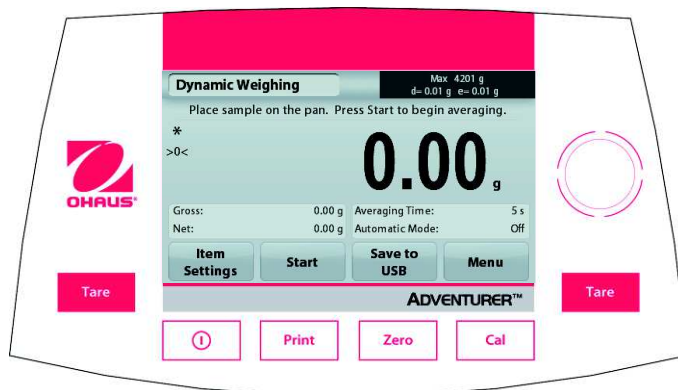 Dynamic Weighing
Max 4201 g
d= 0.01 g e= 0.01 g
Place sample on the pan. Press Start to begin averaging.
*
>0<
0.00 g
OHAUS®
Gross: 0.00 g Averaging Time: 5 s
Net: 0.00 g Automatic Mode: Off
Item
Settings
Start
Save to
USB
Menu
Tare
ADVENTURER™
Tare
Print
Zero
Cal